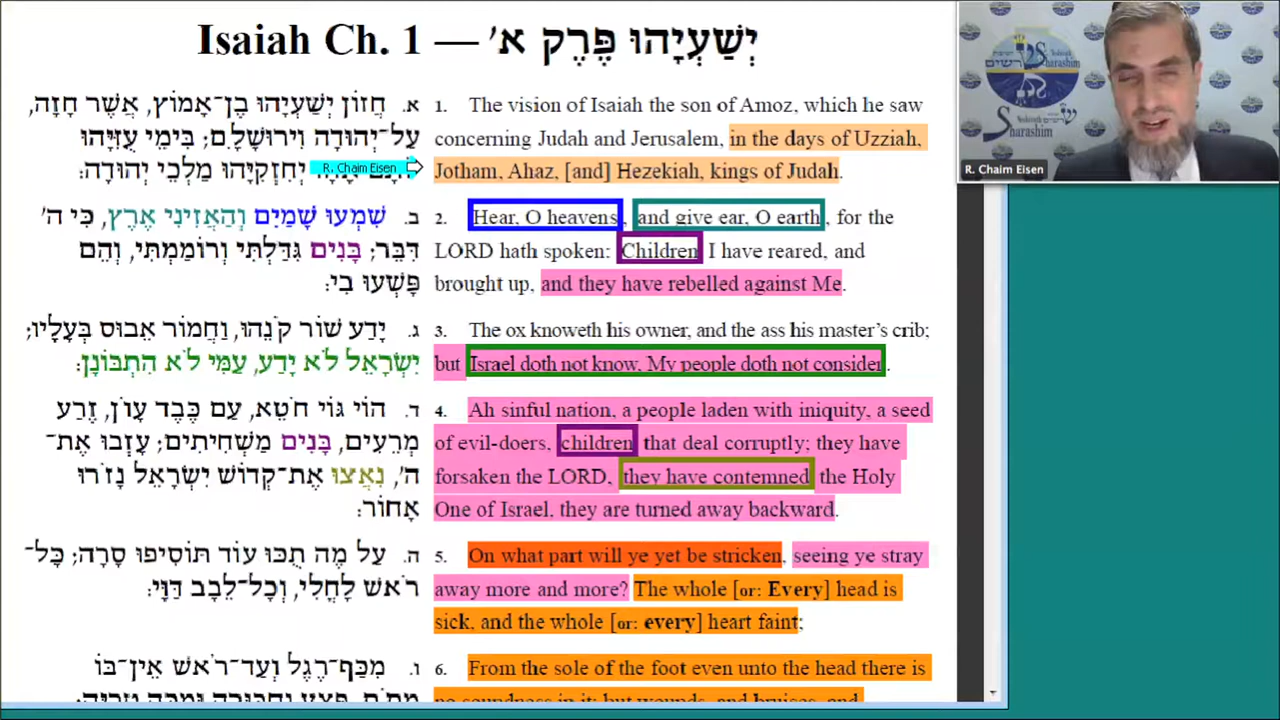 Isaiah Ch. 1 — יְשַׁעְיָהוּ פֶּרֶק א׳
א. חֲזוֹן יְשַׁעְיָהוּ בֶן־אָמוֹץ, אֲשֶׁר חָזָה,
עַל־יְהוּדָה וִירוּשָׁלִָם; בִּימֵי עֻזִּיָּהוּ
יְחִזְקִיָּהוּ מַלְכֵי יְהוּדָה:
R. Chaim Eisen
1. The vision of Isaiah the son of Amoz, which he saw
concerning Judah and Jerusalem, in the days of Uzziah,
Jotham, Ahaz, [and] Hezekiah, kings of Judah.
ב. שִׁמְעוּ שָׁמַיִם וְהַאֲזִינִי אֶרֶץ, כִּי ה׳
דִּבֵּר; בָּנִים גִּדַּלְתִּי וְרוֹמַמְתִּי, וְהֵם
פָּשְׁעוּ בִי:
2. Hear, O heavens, and give ear, O earth, for the
LORD hath spoken: Children I have reared, and
brought up, and they have rebelled against Me.
ג. יָדַע שׁוֹר קֹנֵהוּ, וַחֲמוֹר אֵבוּס בְּעָלָיו;
יִשְׂרָאֵל לֹא יָדַע, עַמִּי לֹא הִתְבּוֹנָן:
3. The ox knoweth his owner, and the ass his master’s crib;
but Israel doth not know, My people doth not consider.
ד. הוֹי גּוֹי חֹטֵא, עַם כֶּבֶד עָוֹן, זֶרַע
מְרֵעִים, בָּנִים מַשְׁחִיתִים; עָזְבוּ אֶת־
ה׳, נִאֲצוּ אֶת־קְדוֹשׁ יִשְׂרָאֵל נָזֹרוּ
אָחוֹר:
4. Ah sinful nation, a people laden with iniquity, a seed
of evil-doers, children that deal corruptly; they have
forsaken the LORD, they have contemned the Holy
One of Israel, they are turned away backward.
ה. עַל מֶה תֻכּוּ עוֹד תּוֹסִיפוּ סָרָה; כָּל־
רֹאשׁ לָחֳלִי, וְכָל־לֵבָב דַּוָּי:
5. On what part will ye yet be stricken, seeing ye stray
away more and more? The whole [or: Every] head is
sick, and the whole [or: every] heart faint;
ו. מִכַּף־רֶגֶל וְעַד־רֹאשׁ אֵין־בּוֹ
6. From the sole of the foot even unto the head there is
no soundness in it; but wounds, and bruises, and
Sharashim
Sharashim
R. Chaim Eisen